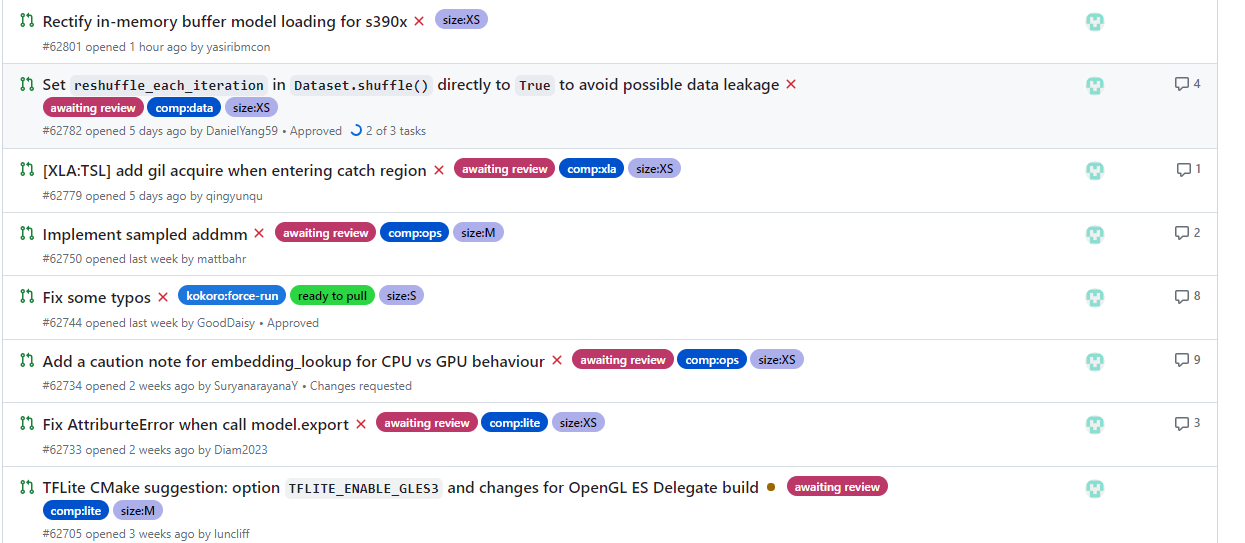 Rectify in-memory buffer model loading for s390x size:XS
#62801 opened 1 hour ago by yasiribmcon
Set reshuffle_each_iteration in Dataset.shuffle() directly to True to avoid possible data leakage 4
awaiting review comp:data size:XS
#62782 opened 5 days ago by DanielYang59 • Approved 2 of 3 tasks
[XLA:TSL] add gil acquire when entering catch region awaiting review comp:xla size:XS 1
#62779 opened 5 days ago by qingyunqu
Implement sampled addmm awaiting review comp:ops size:M 2
#62750 opened last week by mattbahr
Fix some typos kokoro:force-run ready to pull size:S 8
#62744 opened last week by GoodDaisy • Approved
Add a caution note for embedding_lookup for CPU vs GPU behaviour awaiting review comp:ops size:XS 9
#62734 opened 2 weeks ago by SuryanarayanaY • Changes requested
Fix AttriburteError when call model.export awaiting review comp:lite size:XS 3
#62733 opened 2 weeks ago by Diam2023
TFLite CMake suggestion: option TFLITE_ENABLE_GLES3 and changes for OpenGL ES Delegate build awaiting review
comp:lite size:M
#62705 opened 3 weeks ago by luncliff